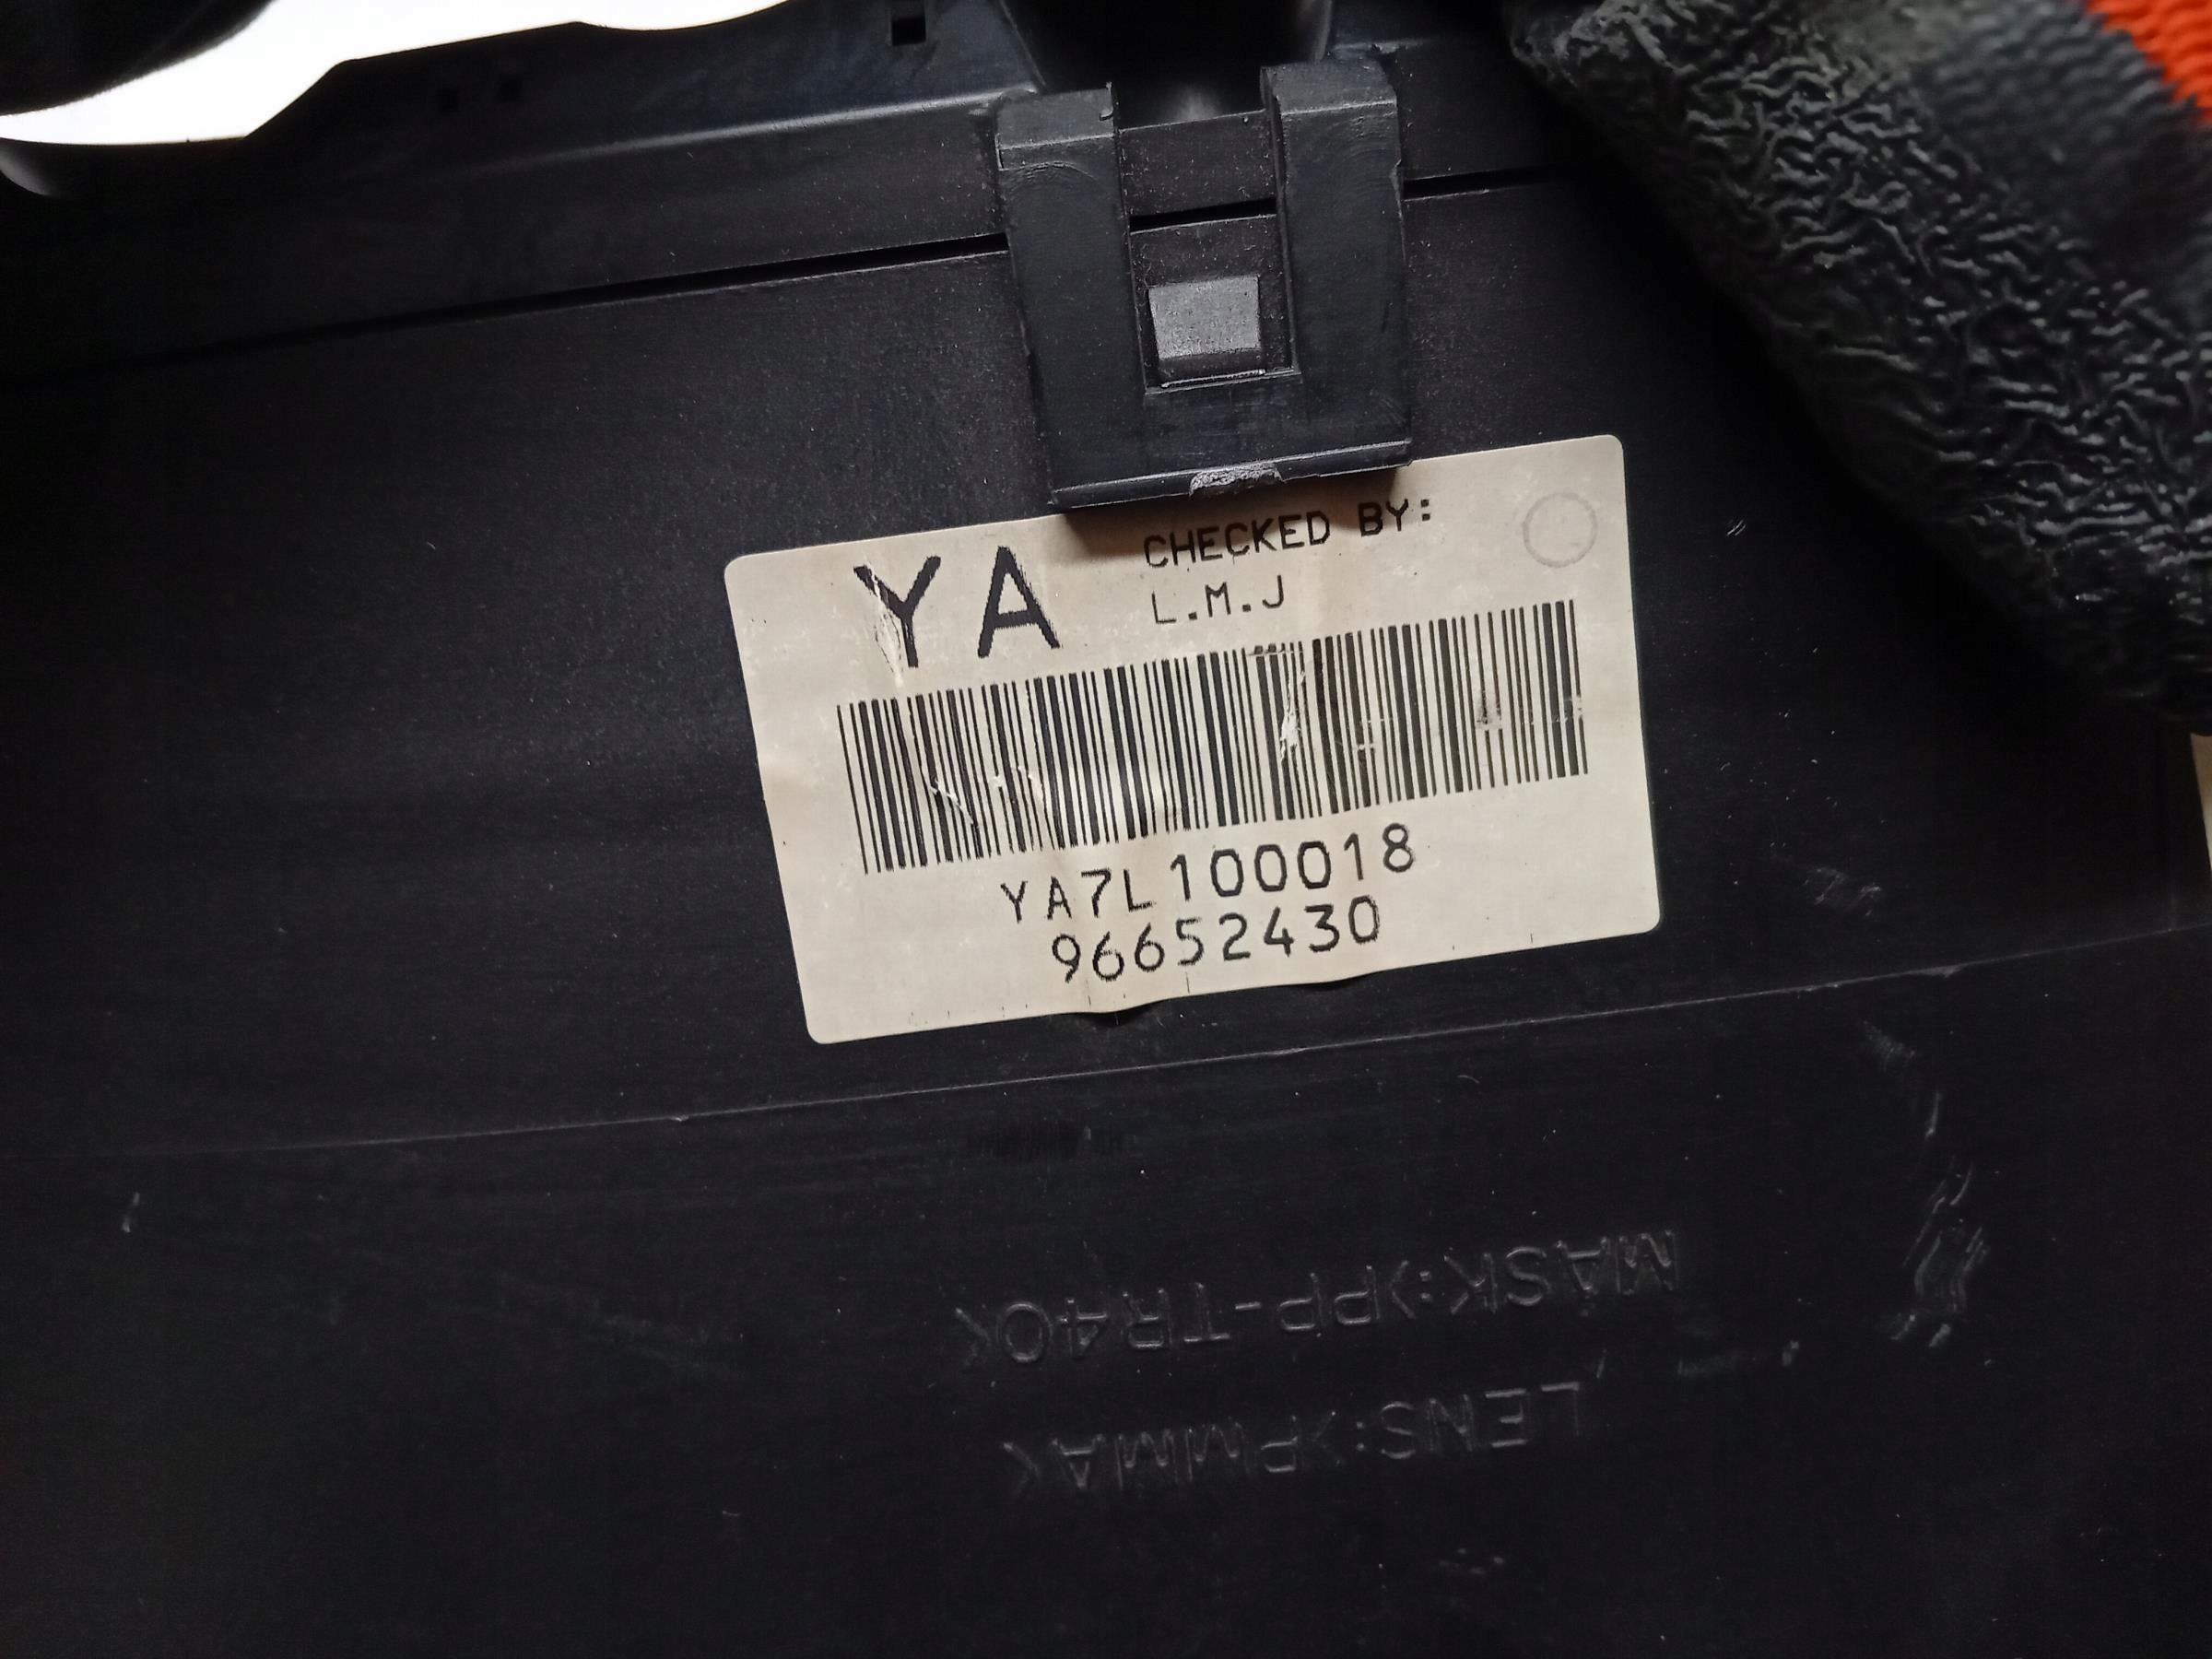 YA
CHECKED BY:
L.M.J
YA7L100018
96652430
MASK:>PP-TR40<
LENS:>PMMA<